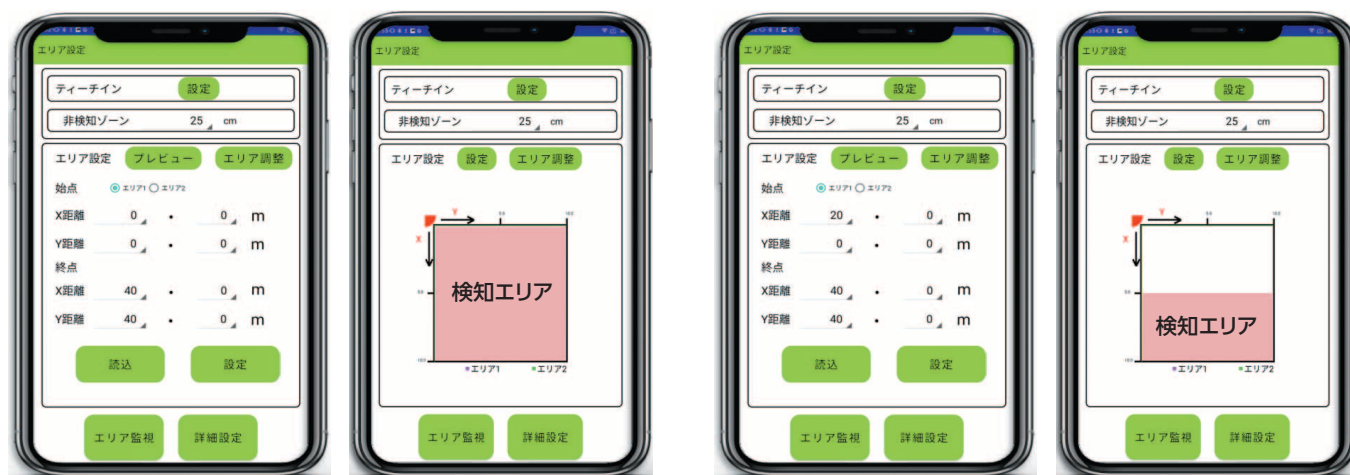 エリア設定
ティーチイン 設定
非検知ゾーン 25 cm
エリア設定 プレビュー エリア調整
始点 エリア1 エリア2
X距離 0 . 0 m
Y距離 0 . 0 m
終点
X距離 40 . 0 m
Y距離 40 . 0 m
読込 設定
エリア監視 詳細設定
エリア設定
ティーチイン 設定
非検知ゾーン 25 cm
エリア設定 設定 エリア調整
Y
X
検知エリア
エリア1 エリア2
エリア監視 詳細設定
エリア設定
ティーチイン 設定
非検知ゾーン 25 cm
エリア設定 プレビュー エリア調整
始点 エリア1 エリア2
X距離 20 . 0 m
Y距離 0 . 0 m
終点
X距離 40 . 0 m
Y距離 40 . 0 m
読込 設定
エリア監視 詳細設定
エリア設定
ティーチイン 設定
非検知ゾーン 25 cm
エリア設定 設定 エリア調整
Y
X
検知エリア
エリア1 エリア2
エリア監視 詳細設定